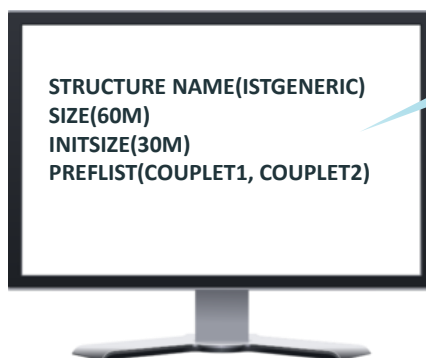 STRUCTURE NAME(ISTGENERIC)
SIZE(60M)
INITSIZE(30M)
PREFLIST(COUPLET1, COUPLET2)